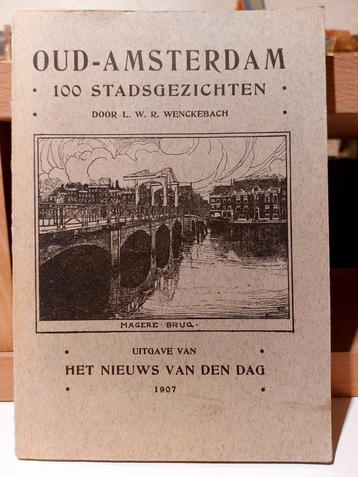 OUD-AMSTERDAM
· 100 STADSGEZICHTEN ·
· DOOR L. W. R. WENCKEBACH ·
MAGERE · BRUG ·
· UITGAVE VAN ·
· HET NIEUWS VAN DEN DAG ·
· 1907 ·